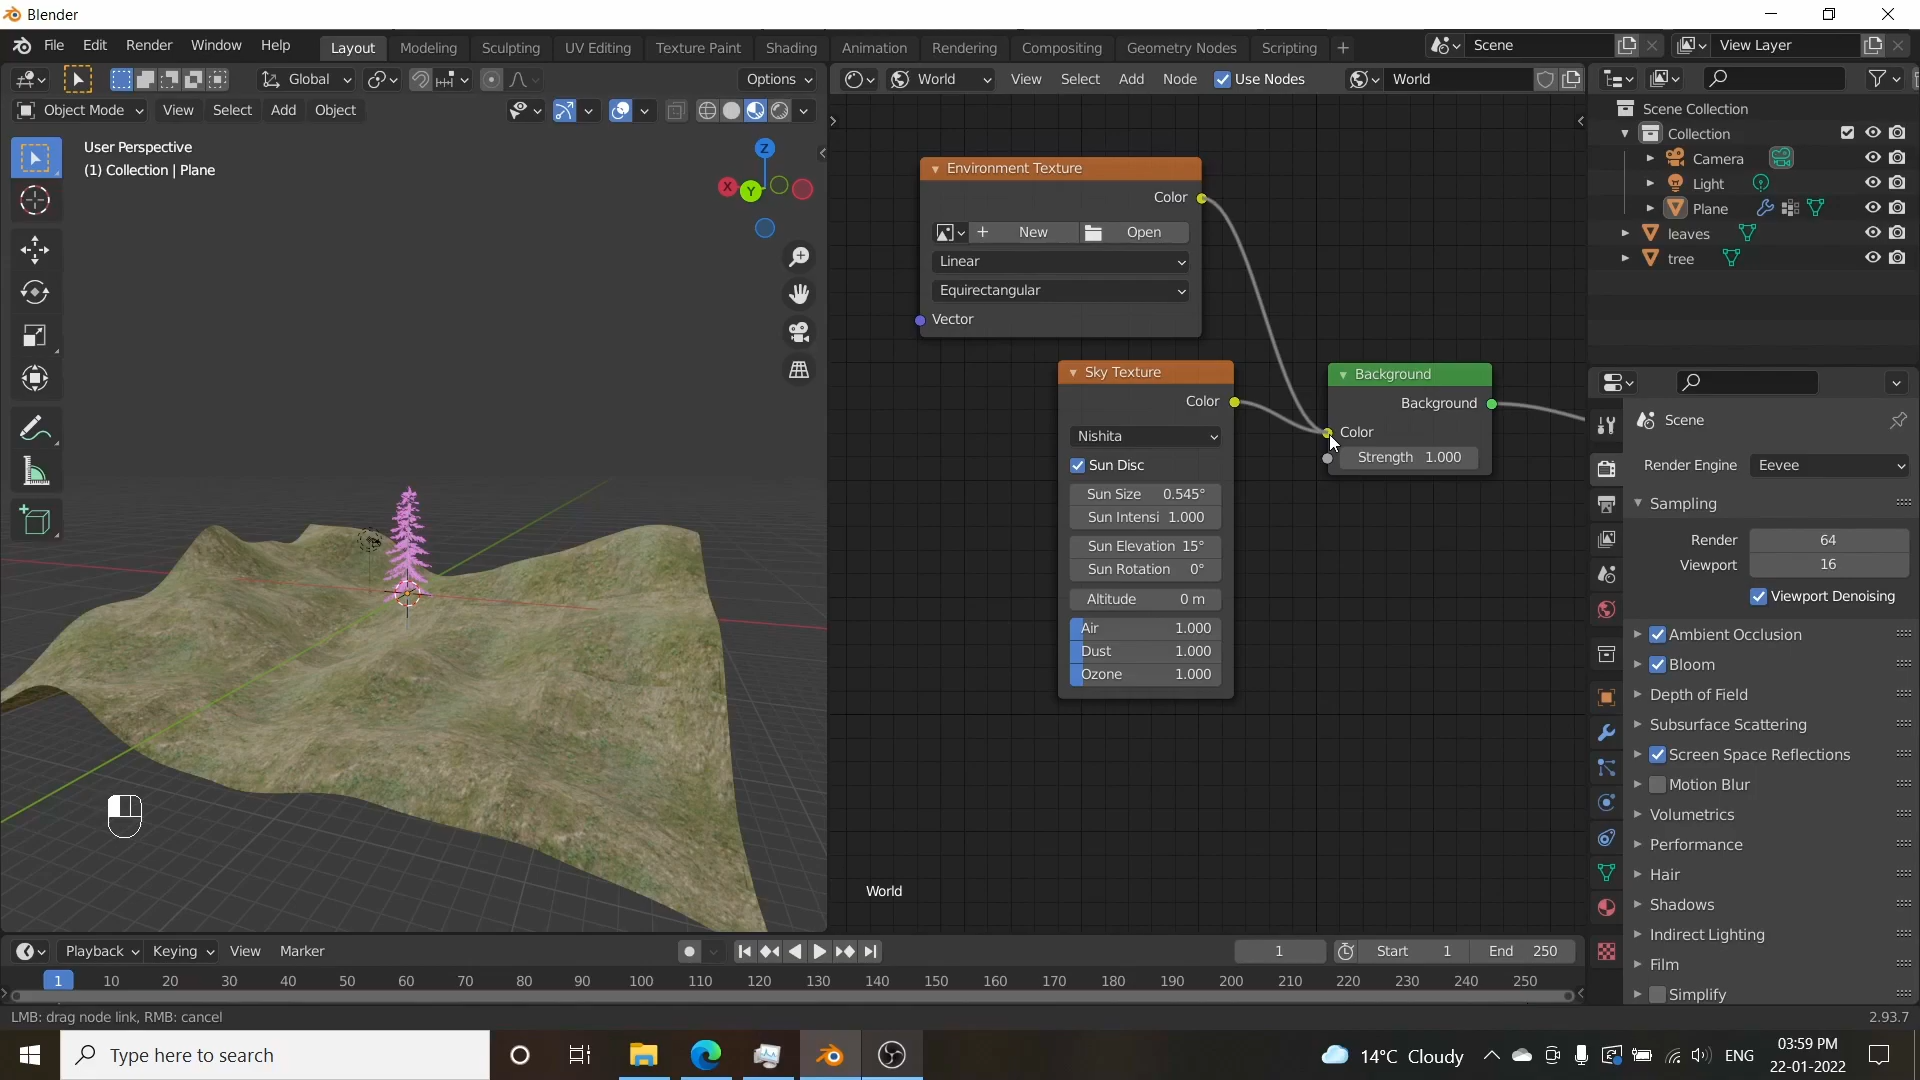 Blender
File Edit Render Window Help Layout Modeling Sculpting UV Editing Texture Paint Shading Animation Rendering Compositing Geometry Nodes Scripting + Scene View Layer
Global Options World View Select Add Node Use Nodes World
Object Mode View Select Add Object
User Perspective
(1) Collection | Plane
Z
X
Y
Environment Texture
Color
+ New Open
Linear
Equirectangular
Vector
Sky Texture
Color
Nishita
Sun Disc
Sun Size 0.545°
Sun Intensi 1.000
Sun Elevation 15°
Sun Rotation 0°
Altitude 0 m
Air 1.000
Dust 1.000
Ozone 1.000
Background
Background
Color
Strength 1.000
World
Scene Collection
Collection
Camera
Light
Plane
leaves
tree
Scene
Render Engine Eevee
Sampling
Render 64
Viewport 16
Viewport Denoising
Ambient Occlusion
Bloom
Depth of Field
Subsurface Scattering
Screen Space Reflections
Motion Blur
Volumetrics
Performance
Hair
Shadows
Indirect Lighting
Film
Simplify
Playback Keying View Marker 1 Start 1 End 250
1 10 20 30 40 50 60 70 80 90 100 110 120 130 140 150 160 170 180 190 200 210 220 230 240 250
LMB: drag node link, RMB: cancel 2.93.7
Type here to search 14°C Cloudy ENG 03:59 PM
22-01-2022